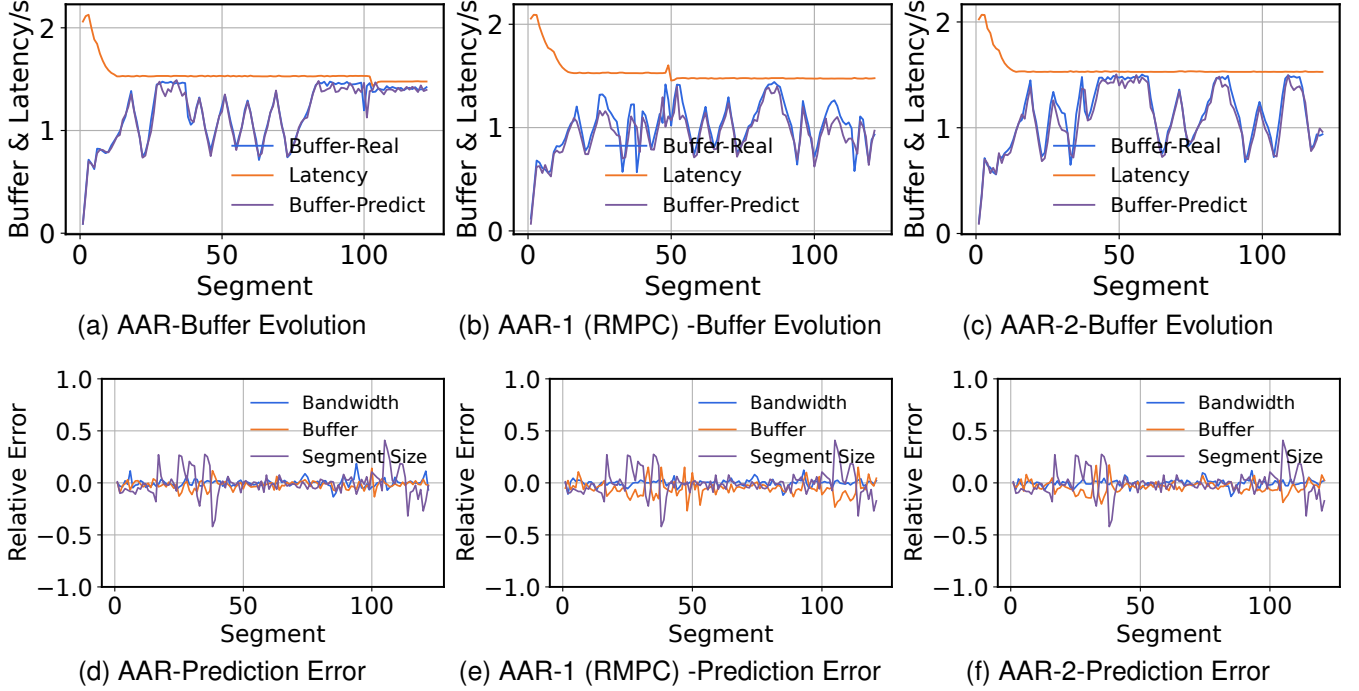 Buffer & Latency/s
2
1
0
0
50
100
Segment
Buffer-Real
Latency
Buffer-Predict
(a) AAR-Buffer Evolution
Buffer & Latency/s
2
1
0
0
50
100
Segment
Buffer-Real
Latency
Buffer-Predict
(b) AAR-1 (RMPC) -Buffer Evolution
Buffer & Latency/s
2
1
0
0
50
100
Segment
Buffer-Real
Latency
Buffer-Predict
(c) AAR-2-Buffer Evolution
Relative Error
1.0
0.5
0.0
−0.5
−1.0
0
50
100
Segment
Bandwidth
Buffer
Segment Size
(d) AAR-Prediction Error
Relative Error
1.0
0.5
0.0
−0.5
−1.0
0
50
100
Segment
Bandwidth
Buffer
Segment Size
(e) AAR-1 (RMPC) -Prediction Error
Relative Error
1.0
0.5
0.0
−0.5
−1.0
0
50
100
Segment
Bandwidth
Buffer
Segment Size
(f) AAR-2-Prediction Error